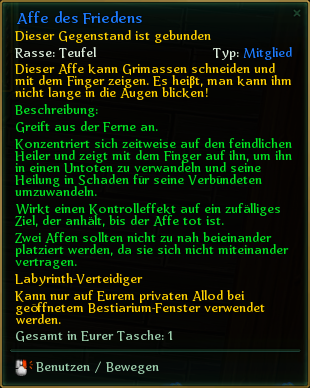 Affe des Friedens
Dieser Gegenstand ist gebunden
Rasse: Teufel Typ: Mitglied
Dieser Affe kann Grimassen schneiden und
mit dem Finger zeigen. Es heißt, man kann ihm
nicht lange in die Augen blicken!
Beschreibung:
Greift aus der Ferne an.
Konzentriert sich zeitweise auf den feindlichen
Heiler und zeigt mit dem Finger auf ihn, um ihn
in einen Untoten zu verwandeln und seine
Heilung in Schaden für seine Verbündeten
umzuwandeln.
Wirkt einen Kontrolleffekt auf ein zufälliges
Ziel, der anhält, bis der Affe tot ist.
Zwei Affen sollten nicht zu nah beieinander
platziert werden, da sie sich nicht miteinander
vertragen.
Labyrinth-Verteidiger
Kann nur auf Eurem privaten Allod bei
geöffnetem Bestiarium-Fenster verwendet
werden.
Gesamt in Eurer Tasche: 1
Benutzen / Bewegen